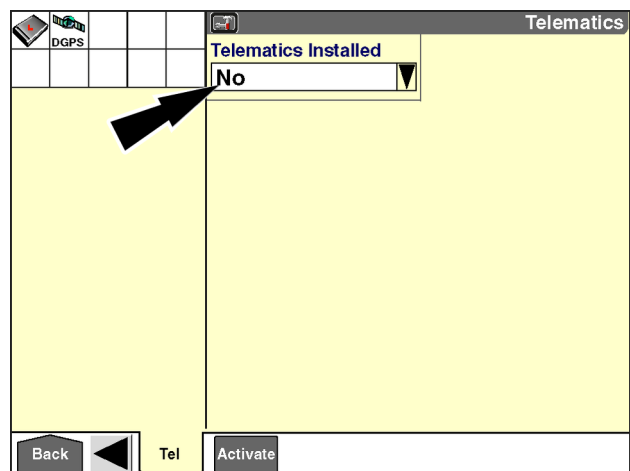 DGPS
Telematics
Telematics Installed
No
Back
Tel
Activate